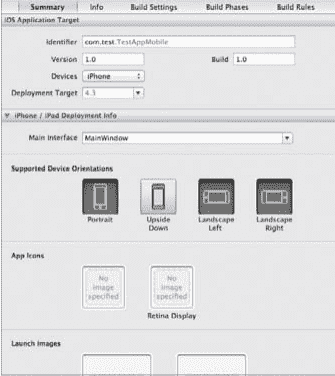 Summary Info Build Settings Build Phases Build Rules
iOS Application Target
Identifier com.test.TestAppMobile
Version 1.0 Build 1.0
Devices iPhone
Deployment Target 4.3
iPhone / iPod Deployment Info
Main Interface MainWindow
Supported Device Orientations
Portrait Upside Down Landscape Left Landscape Right
App Icons
No image specified No image specified
Retina Display
Launch Images